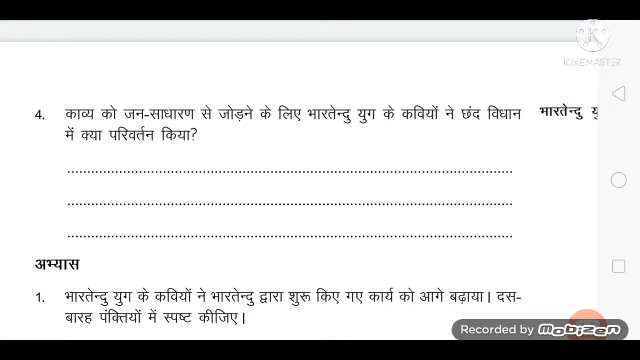 KINEMASTER
4. काव्य को जन-साधारण से जोड़ने के लिए भारतेन्दु युग के कवियों ने छंद विधान
में क्या परिवर्तन किया?
भारतेन्दु यु
................................................................................................................
................................................................................................................
................................................................................................................
अभ्यास
1. भारतेन्दु युग के कवियों ने भारतेन्दु द्वारा शुरू किए गए कार्य को आगे बढ़ाया। दस-
बारह पंक्तियों में स्पष्ट कीजिए।
Recorded by Mobizen